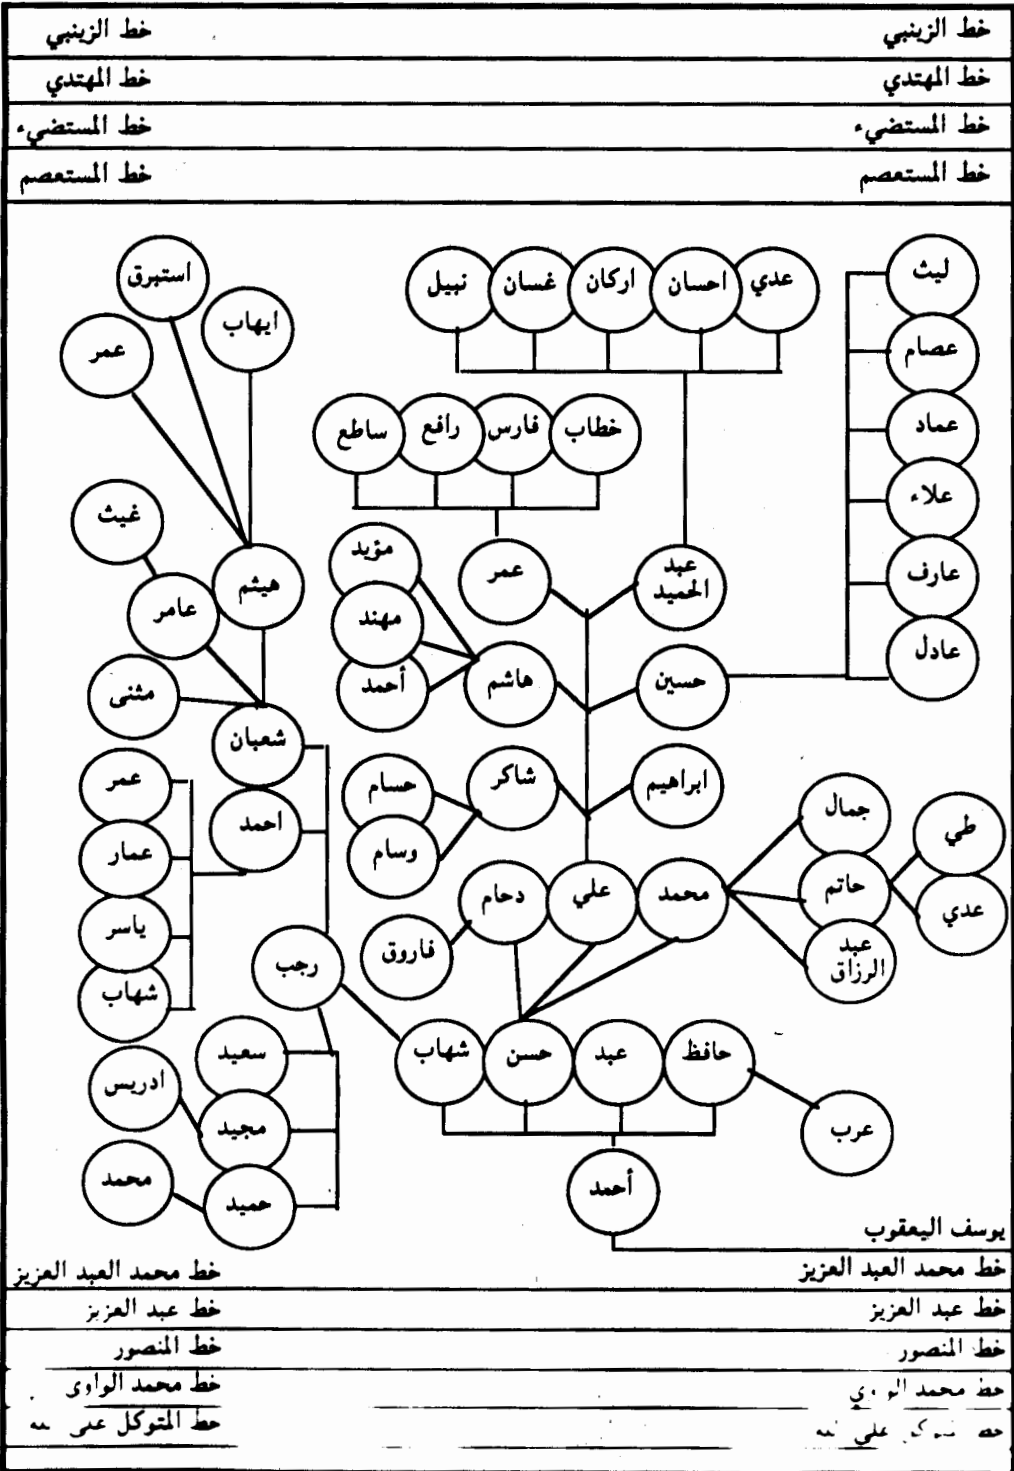 خط الزينبي خط الزينبي
خط المهتدي خط المهتدي
خط المستضيء خط المستضيء
خط المستعصم خط المستعصم
ليث
عصام
عماد
علاء
عارف
عادل
عدي
احسان
اركان
غسان
نبيل
خطاب
فارس
رافع
ساطع
استبرق
ايهاب
عمر
غيث
هيثم
عامر
مثنى
شعبان
احمد
عمر
عمار
ياسر
شهاب
عبد
الحميد
عمر
مؤيد
مهند
أحمد
هاشم
حسين
ابراهيم
شاكر
حسام
وسام
محمد
علي
دحام
فاروق
جمال
حاتم
عبد
الرزاق
طي
عدي
رجب
حافظ
عبد
حسن
شهاب
عرب
سعيد
مجيد
حميد
ادريس
محمد
أحمد
يوسف اليعقوب
خط محمد العبد العزيز خط محمد العبد العزيز
خط عبد العزيز خط عبد العزيز
خط المنصور خط المنصور
خط محمد خط محمد الواوي
خط المتوكل على